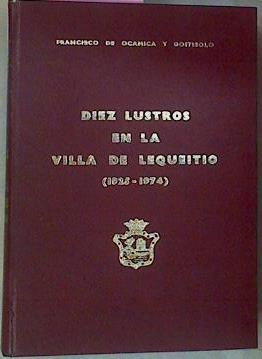 FRANCISCO DE OCAMICA Y GOITISOLO
DIEZ LUSTROS
EN LA
VILLA DE LEQUEITIO
(1925-1974)